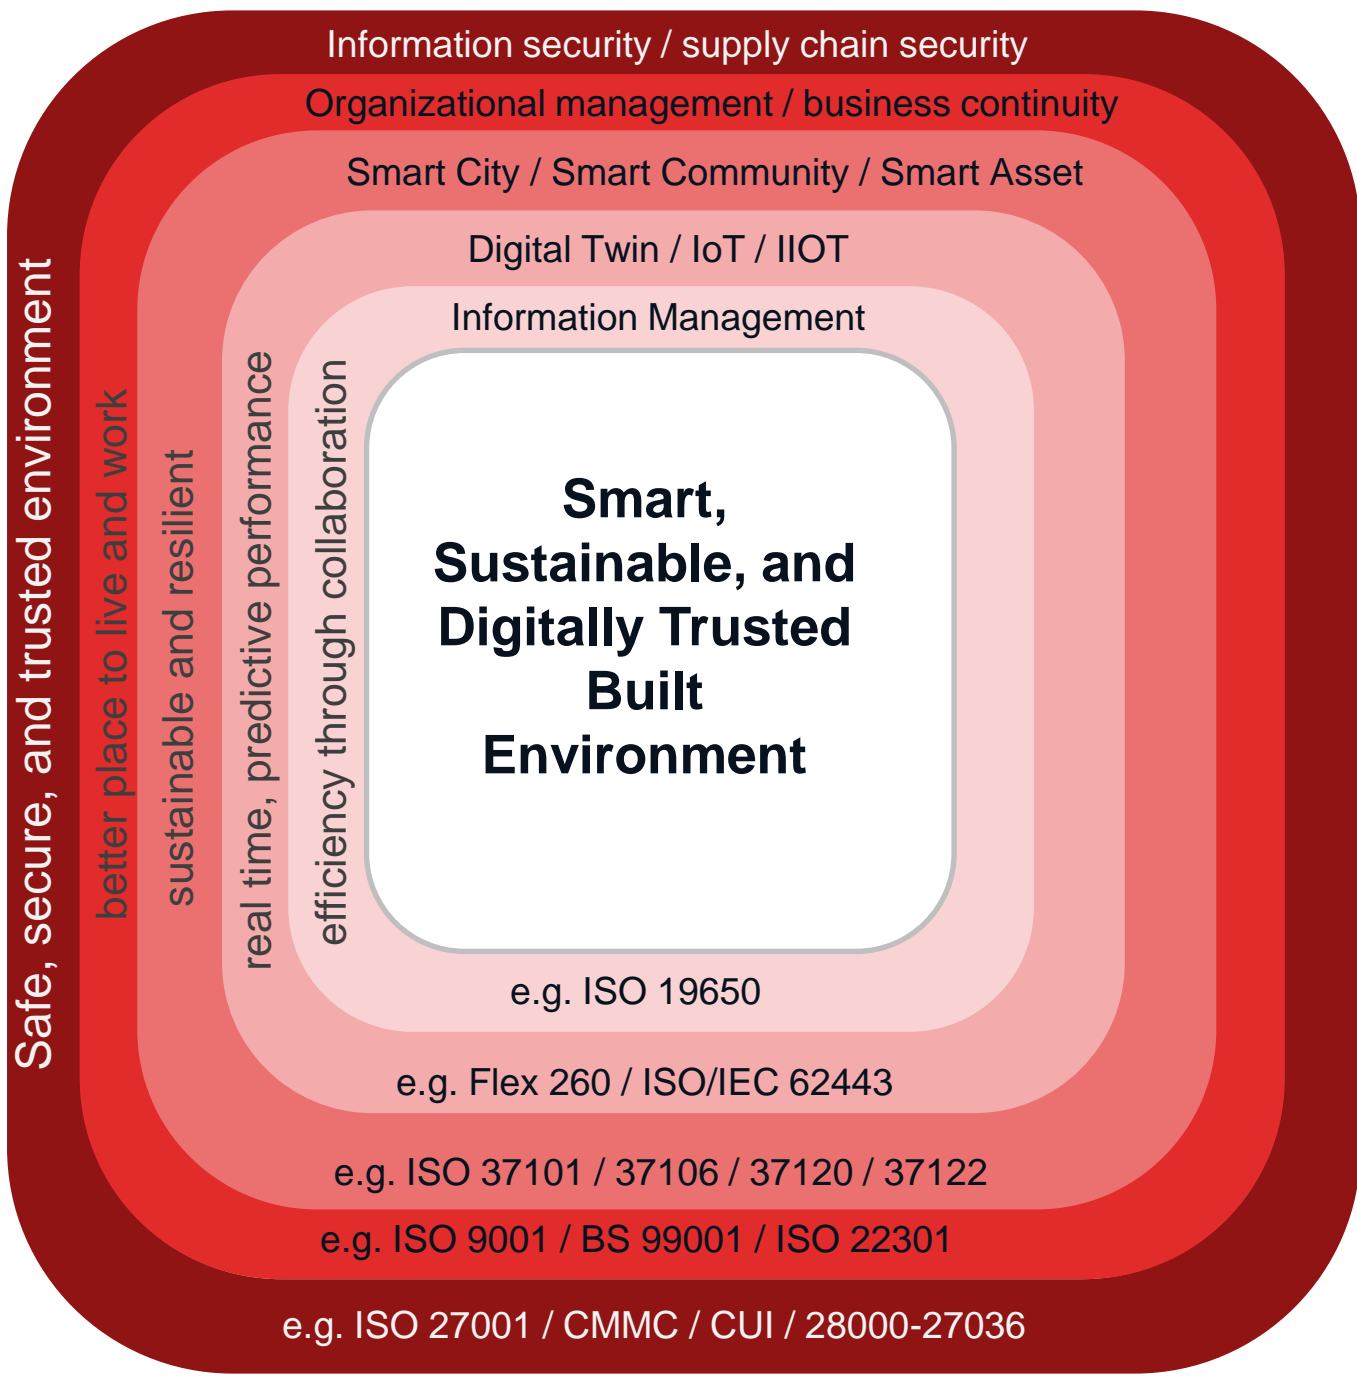 Information security / supply chain security
Organizational management / business continuity
Smart City / Smart Community / Smart Asset
Digital Twin / IoT / IIOT
Information Management
Safe, secure, and trusted environment
better place to live and work
sustainable and resilient
real time, predictive performance
efficiency through collaboration
Smart,
Sustainable, and
Digitally Trusted
Built
Environment
e.g. ISO 19650
e.g. Flex 260 / ISO/IEC 62443
e.g. ISO 37101 / 37106 / 37120 / 37122
e.g. ISO 9001 / BS 99001 / ISO 22301
e.g. ISO 27001 / CMMC / CUI / 28000-27036